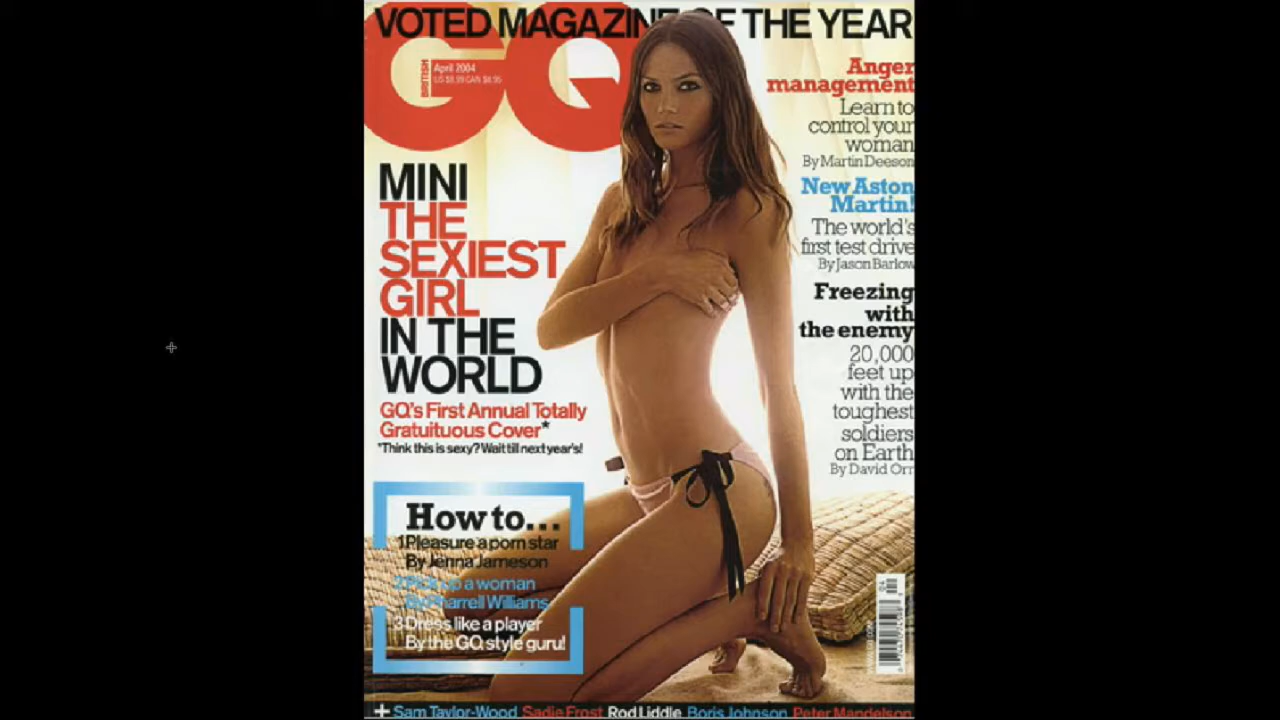 VOTED MAGAZINE OF THE YEAR
GQ
BRITISH
April 2004
US $8.99 CAN $8.95
Anger
management
Learn to
control your
woman
By Martin Deeson
New Aston
Martin!
The world's
first test drive
By Jason Barlow
Freezing
with
the enemy
20,000
feet up
with the
toughest
soldiers
on Earth
By David Orr
MINI
THE
SEXIEST
GIRL
IN THE
WORLD
GQ's First Annual Totally
Gratuituous Cover*
*Think this is sexy? Wait till next year's!
How to...
1 Pleasure a porn star
By Jenna Jameson
2 Pick up a woman
By Pharrell Williams
3 Dress like a player
By the GQ style guru!
+ Sam Taylor-Wood Sadie Frost Rod Liddle Boris Johnson Peter Mandelson